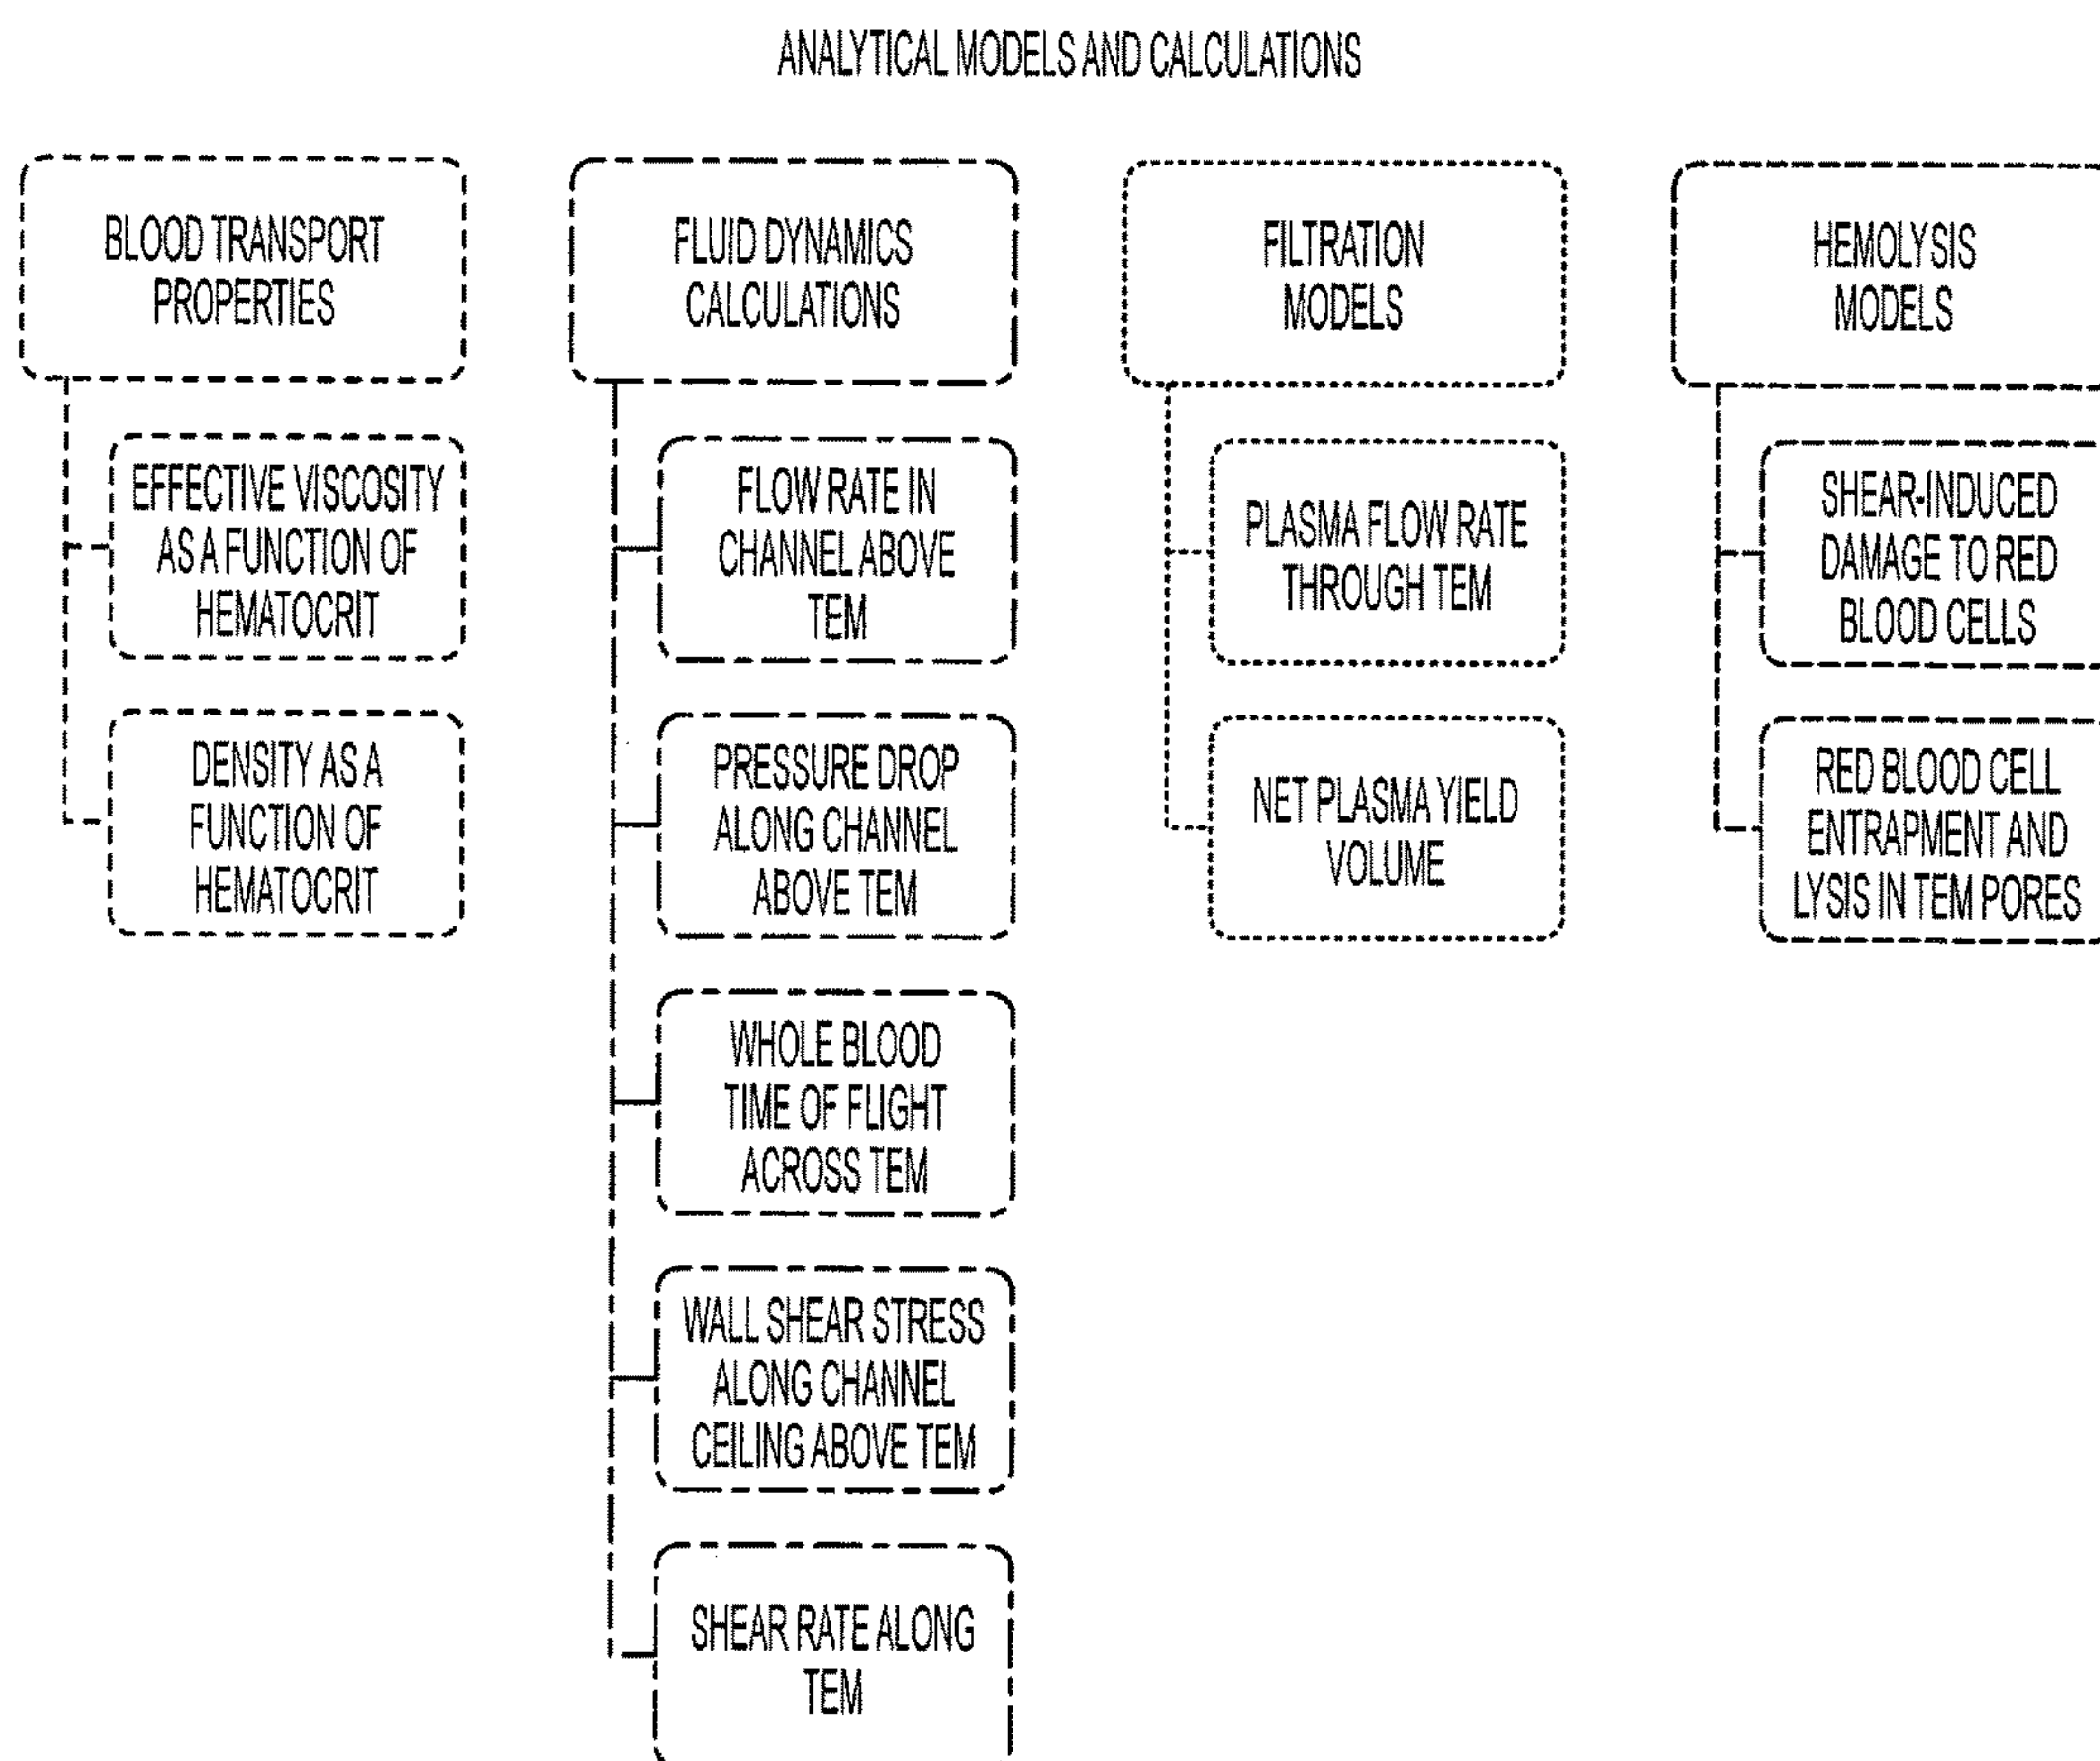 ANALYTICAL MODELS AND CALCULATIONS
BLOOD TRANSPORT
PROPERTIES
EFFECTIVE VISCOSITY
AS A FUNCTION OF
HEMATOCRIT
DENSITY AS A
FUNCTION OF
HEMATOCRIT
FLUID DYNAMICS
CALCULATIONS
FLOW RATE IN
CHANNEL ABOVE
TEM
PRESSURE DROP
ALONG CHANNEL
ABOVE TEM
WHOLE BLOOD
TIME OF FLIGHT
ACROSS TEM
WALL SHEAR STRESS
ALONG CHANNEL
CEILING ABOVE TEM
SHEAR RATE ALONG
TEM
FILTRATION
MODELS
PLASMA FLOW RATE
THROUGH TEM
NET PLASMA YIELD
VOLUME
HEMOLYSIS
MODELS
SHEAR-INDUCED
DAMAGE TO RED
BLOOD CELLS
RED BLOOD CELL
ENTRAPMENT AND
LYSIS IN TEM PORES